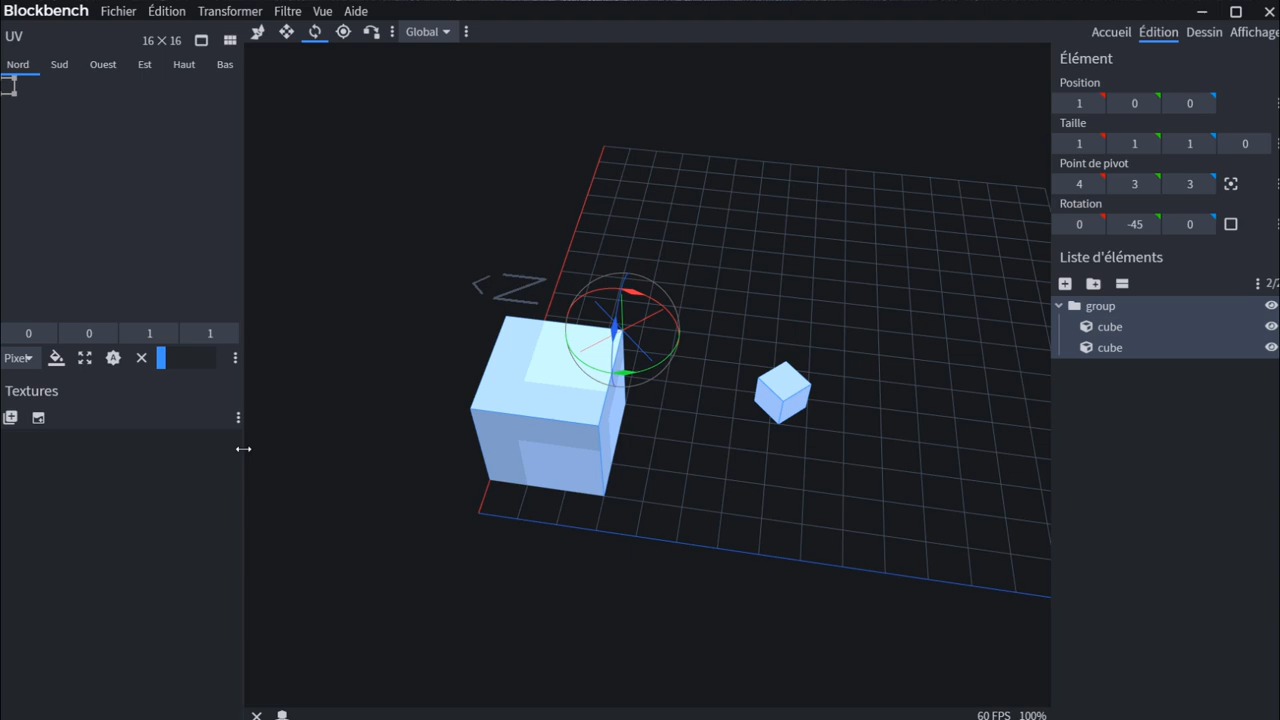 Blockbench Fichier Édition Transformer Filtre Vue Aide
UV 16×16
Nord Sud Ouest Est Haut Bas
0 0 1 1
Pixel
Textures
Global
Z
60 FPS 100%
Accueil Édition Dessin Affichage
Élément
Position
1 0 0
Taille
1 1 1 0
Point de pivot
4 3 3
Rotation
0 -45 0
Liste d'éléments
2/
group
cube
cube